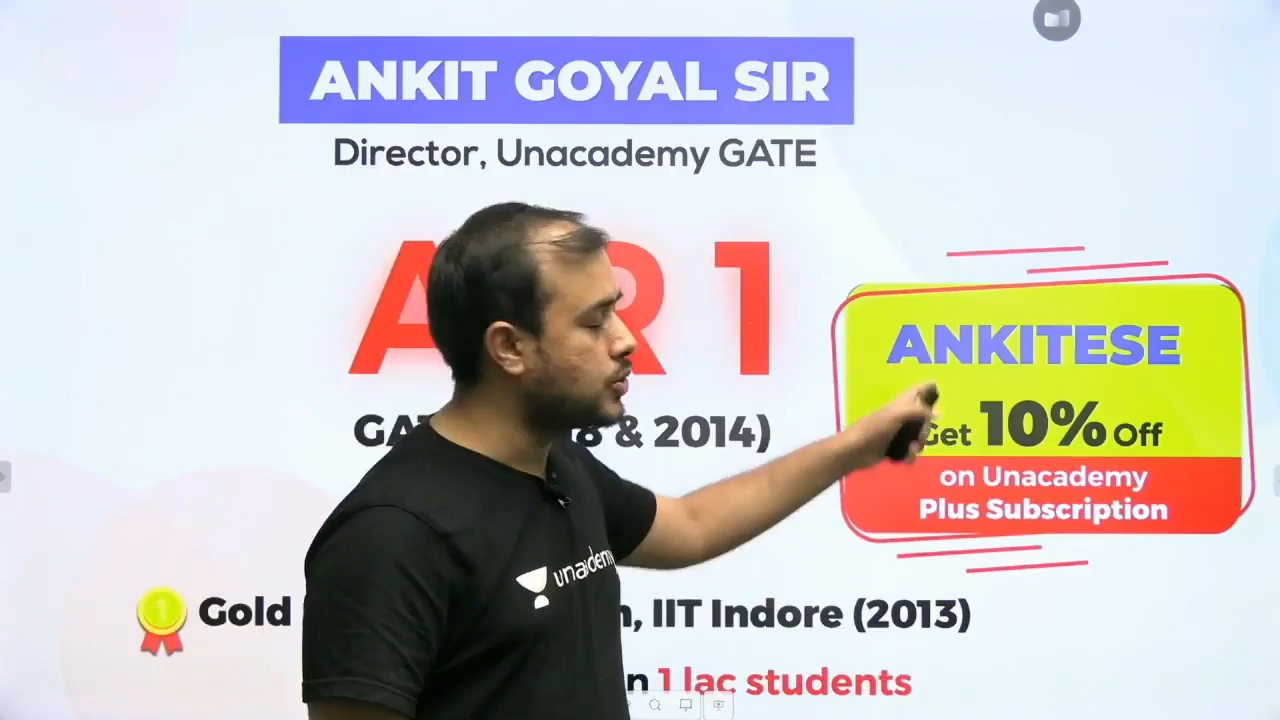 ANKIT GOYAL SIR
Director, Unacademy GATE
1
& 2014)
ANKITESE
Get 10% Off
on Unacademy
Plus Subscription
unacademy
Gold
IIT Indore (2013)
1 lac students